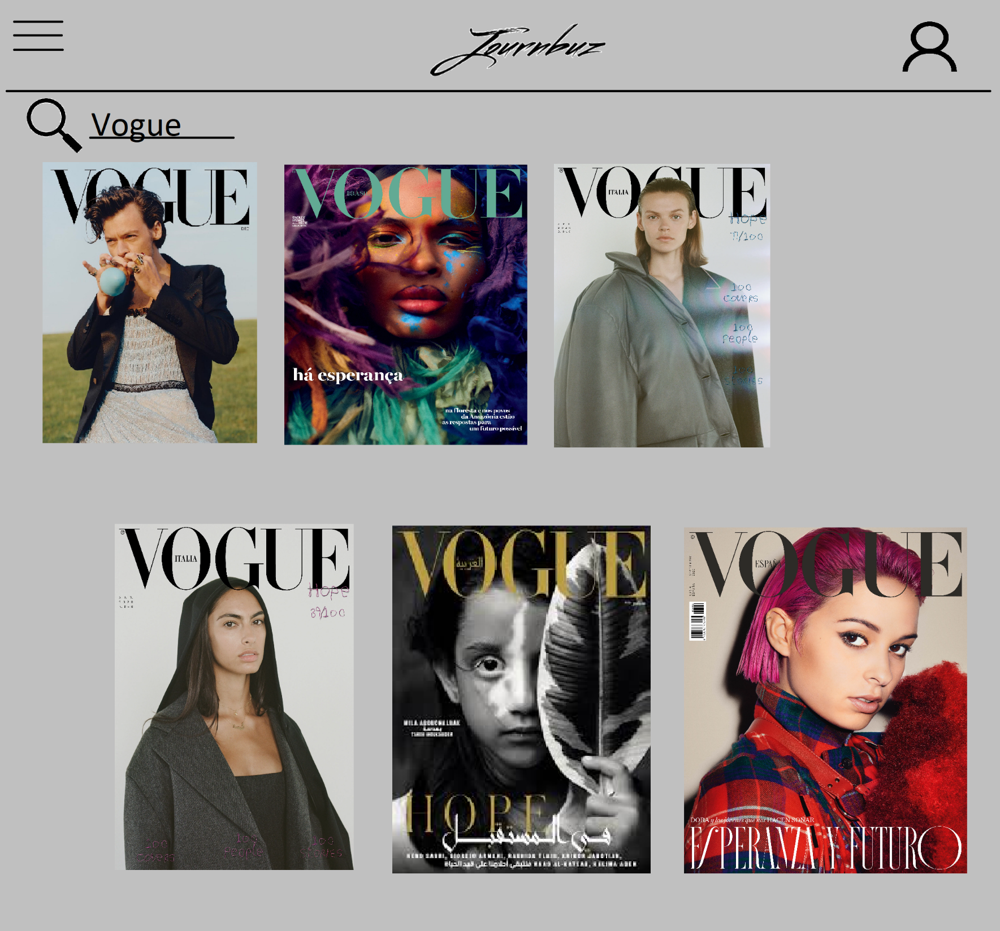 Journbuz
Vogue
VOGUE
DEC
VOGUE
BRASIL
há esperança
na floresta e nos povos
da Amazônia estão
as respostas para
um futuro possível
VOGUE
ITALIA
Hope
77/100
100
COVERS
100
PEOPLE
STORIES
VOGUE
ITALIA
Hope
39/100
100
COVERS
100
PEOPLE
100
STORIES
VOGUE
العربية
HOPE
في المستقبل
VOGUE
ESPAÑA
DORA y los jóvenes que nos HACEN SOÑAR
ESPERANZA Y FUTURO